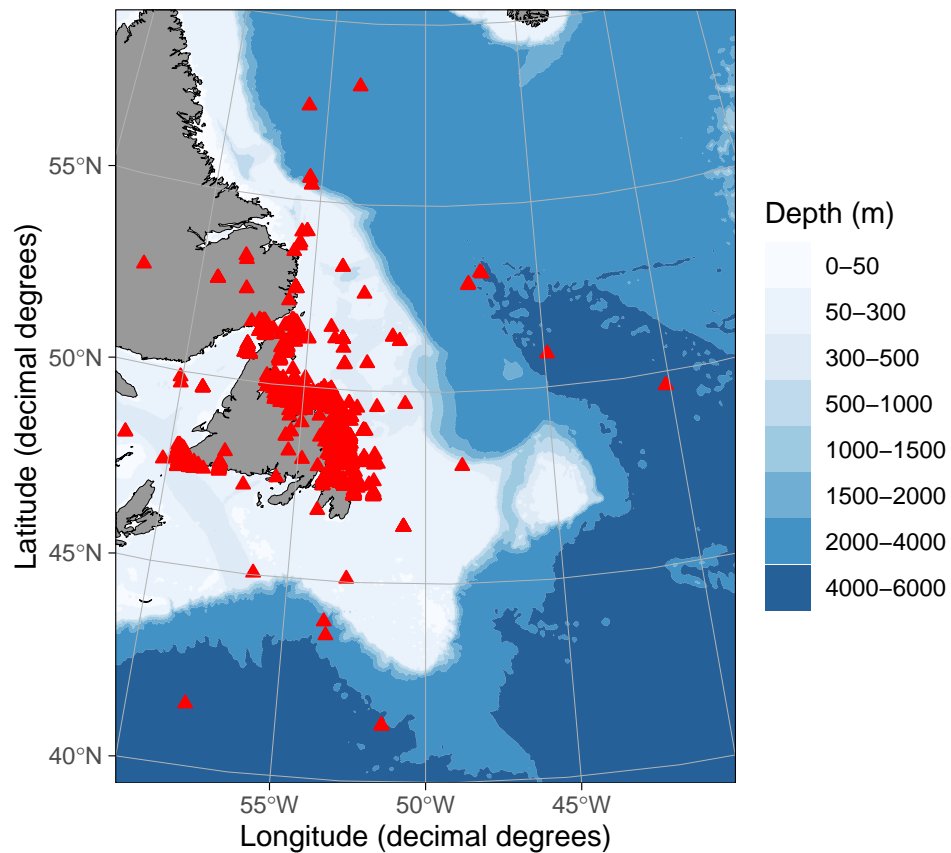 55°N
50°N
45°N
40°N
Latitude (decimal degrees)
55°W
50°W
45°W
Longitude (decimal degrees)
Depth (m)
0–50
50–300
300–500
500–1000
1000–1500
1500–2000
2000–4000
4000–6000